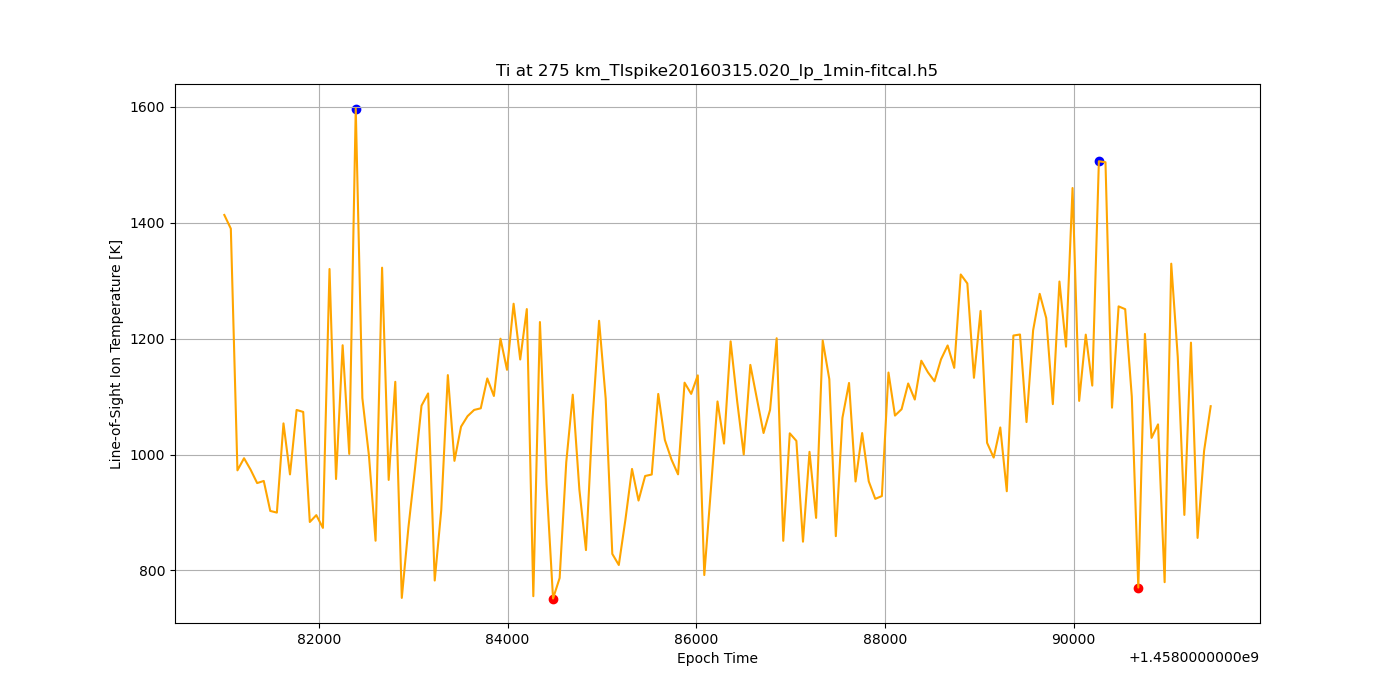 Ti at 275 km_TIspike20160315.020_lp_1min-fitcal.h5
Line-of-Sight Ion Temperature [K]
1600
1400
1200
1000
800
82000 84000 86000 88000 90000
Epoch Time
+1.4580000000e9